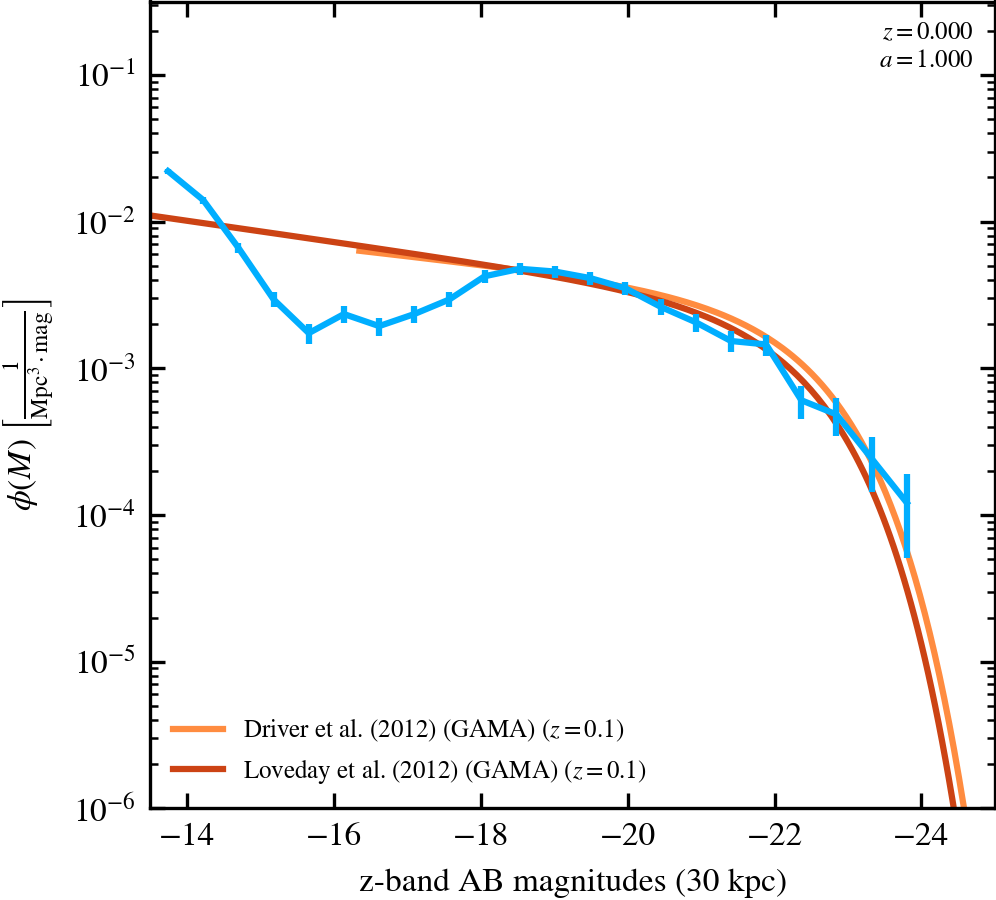 z = 0.000
a = 1.000
10⁻¹
10⁻²
10⁻³
10⁻⁴
10⁻⁵
10⁻⁶
ϕ(M) [1 / Mpc³ · mag]
Driver et al. (2012) (GAMA) (z = 0.1)
Loveday et al. (2012) (GAMA) (z = 0.1)
−14 −16 −18 −20 −22 −24
z-band AB magnitudes (30 kpc)